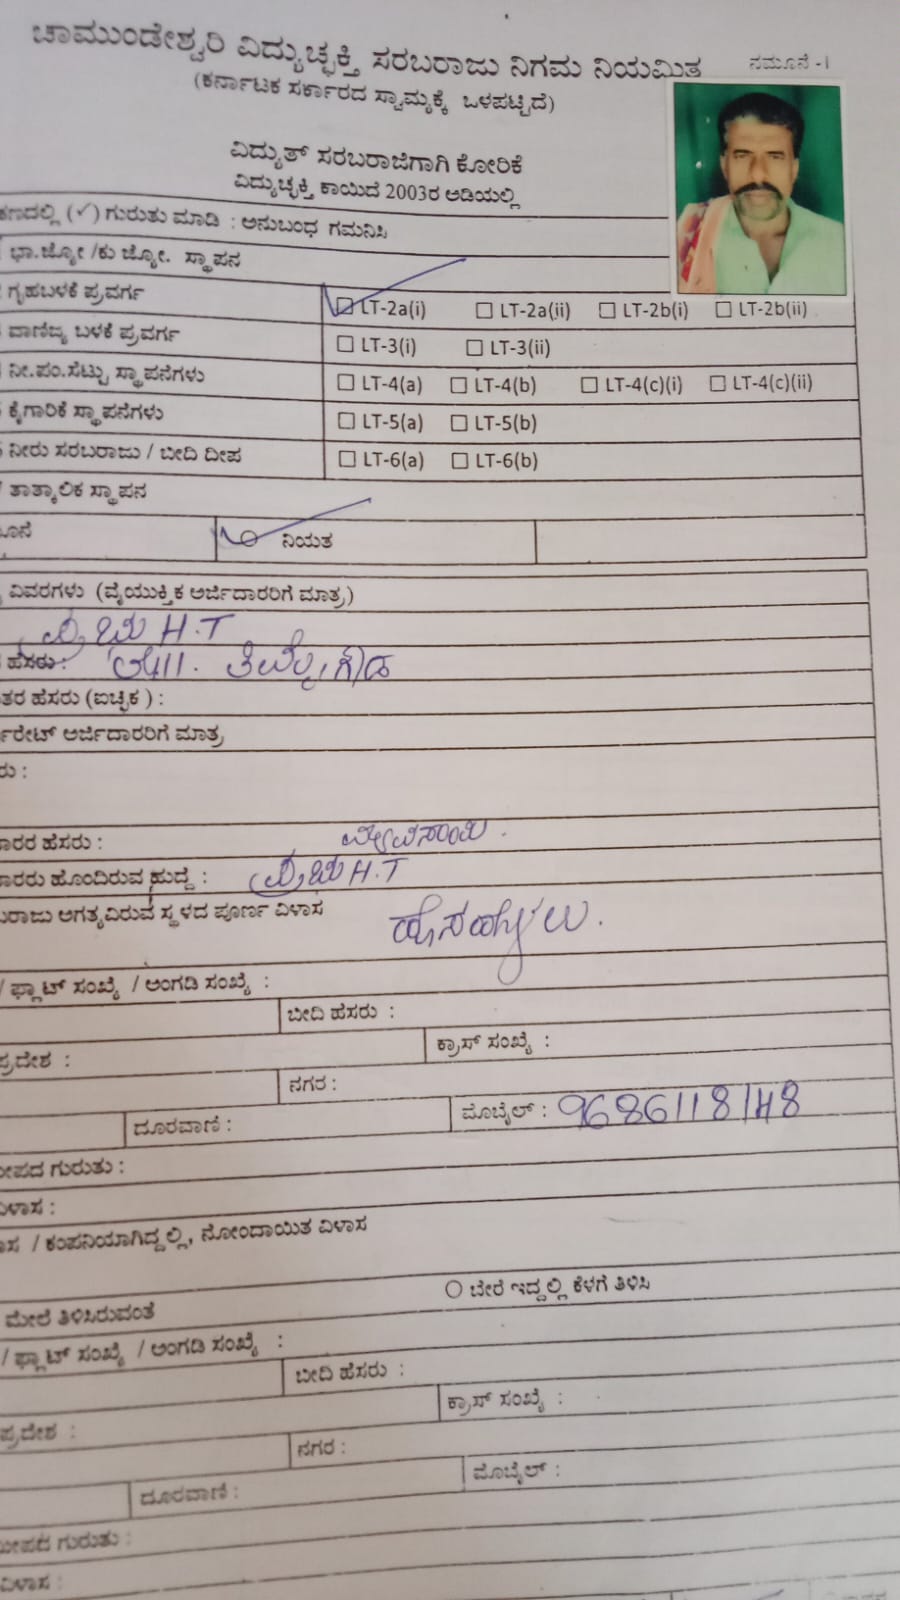 ಚಾಮುಂಡೇಶ್ವರಿ ವಿದ್ಯುಚ್ಛಕ್ತಿ ಸರಬರಾಜು ನಿಗಮ ನಿಯಮಿತ
ನಮೂನೆ -I
(ಕರ್ನಾಟಕ ಸರ್ಕಾರದ ಸ್ವಾಮ್ಯಕ್ಕೆ ಒಳಪಟ್ಟಿದೆ)
ವಿದ್ಯುತ್ ಸರಬರಾಜಿಗಾಗಿ ಕೋರಿಕೆ
ವಿದ್ಯುಚ್ಛಕ್ತಿ ಕಾಯಿದೆ 2003ರ ಅಡಿಯಲ್ಲಿ
(✓) ಗುರುತು ಮಾಡಿ : ಅನುಬಂಧ ಗಮನಿಸಿ
ಭಾ.ಜ್ಯೋ /ಕು ಜ್ಯೋ. ಸ್ಥಾಪನ
ಗೃಹಬಳಕೆ ಪ್ರವರ್ಗ ☐ LT-2a(i) ☐ LT-2a(ii) ☐ LT-2b(i) ☐ LT-2b(ii)
ವಾಣಿಜ್ಯ ಬಳಕೆ ಪ್ರವರ್ಗ ☐ LT-3(i) ☐ LT-3(ii)
ನೀ.ಪಂ.ಸೆಟ್ಟು ಸ್ಥಾಪನೆಗಳು ☐ LT-4(a) ☐ LT-4(b) ☐ LT-4(c)(i) ☐ LT-4(c)(ii)
ಕೈಗಾರಿಕೆ ಸ್ಥಾಪನೆಗಳು ☐ LT-5(a) ☐ LT-5(b)
ನೀರು ಸರಬರಾಜು / ಬೀದಿ ದೀಪ ☐ LT-6(a) ☐ LT-6(b)
ತಾತ್ಕಾಲಿಕ ಸ್ಥಾಪನ
ನಿಯತ
ವಿವರಗಳು (ವೈಯುಕ್ತಿಕ ಅರ್ಜಿದಾರರಿಗೆ ಮಾತ್ರ)
H.T
ಹೆಸರು :
ಹೆಸರು (ಐಚ್ಛಿಕ ) :
ಅರ್ಜಿದಾರರಿಗೆ ಮಾತ್ರ
ಹೆಸರು :
ಹೊಂದಿರುವ ಹುದ್ದೆ : H.T
ಅಗತ್ಯವಿರುವ ಸ್ಥಳದ ಪೂರ್ಣ ವಿಳಾಸ
/ ಫ್ಲಾಟ್ ಸಂಖ್ಯೆ / ಅಂಗಡಿ ಸಂಖ್ಯೆ :
ಬೀದಿ ಹೆಸರು :
ಪ್ರದೇಶ : ಕ್ರಾಸ್ ಸಂಖ್ಯೆ :
ನಗರ :
ದೂರವಾಣಿ : ಮೊಬೈಲ್ : 9686118148
ಗುರುತು :
ವಿಳಾಸ :
/ ಕಂಪನಿಯಾಗಿದ್ದಲ್ಲಿ, ನೋಂದಾಯಿತ ವಿಳಾಸ
ಮೇಲೆ ತಿಳಿಸಿರುವಂತೆ ○ ಬೇರೆ ಇದ್ದಲ್ಲಿ ಕೆಳಗೆ ತಿಳಿಸಿ
/ ಫ್ಲಾಟ್ ಸಂಖ್ಯೆ / ಅಂಗಡಿ ಸಂಖ್ಯೆ :
ಬೀದಿ ಹೆಸರು :
ಪ್ರದೇಶ : ಕ್ರಾಸ್ ಸಂಖ್ಯೆ :
ನಗರ :
ದೂರವಾಣಿ : ಮೊಬೈಲ್ :
ಗುರುತು :
ವಿಳಾಸ :